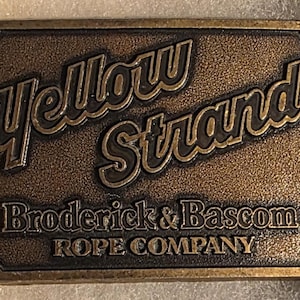 Yellow
Strand
Broderick & Bascom
ROPE COMPANY